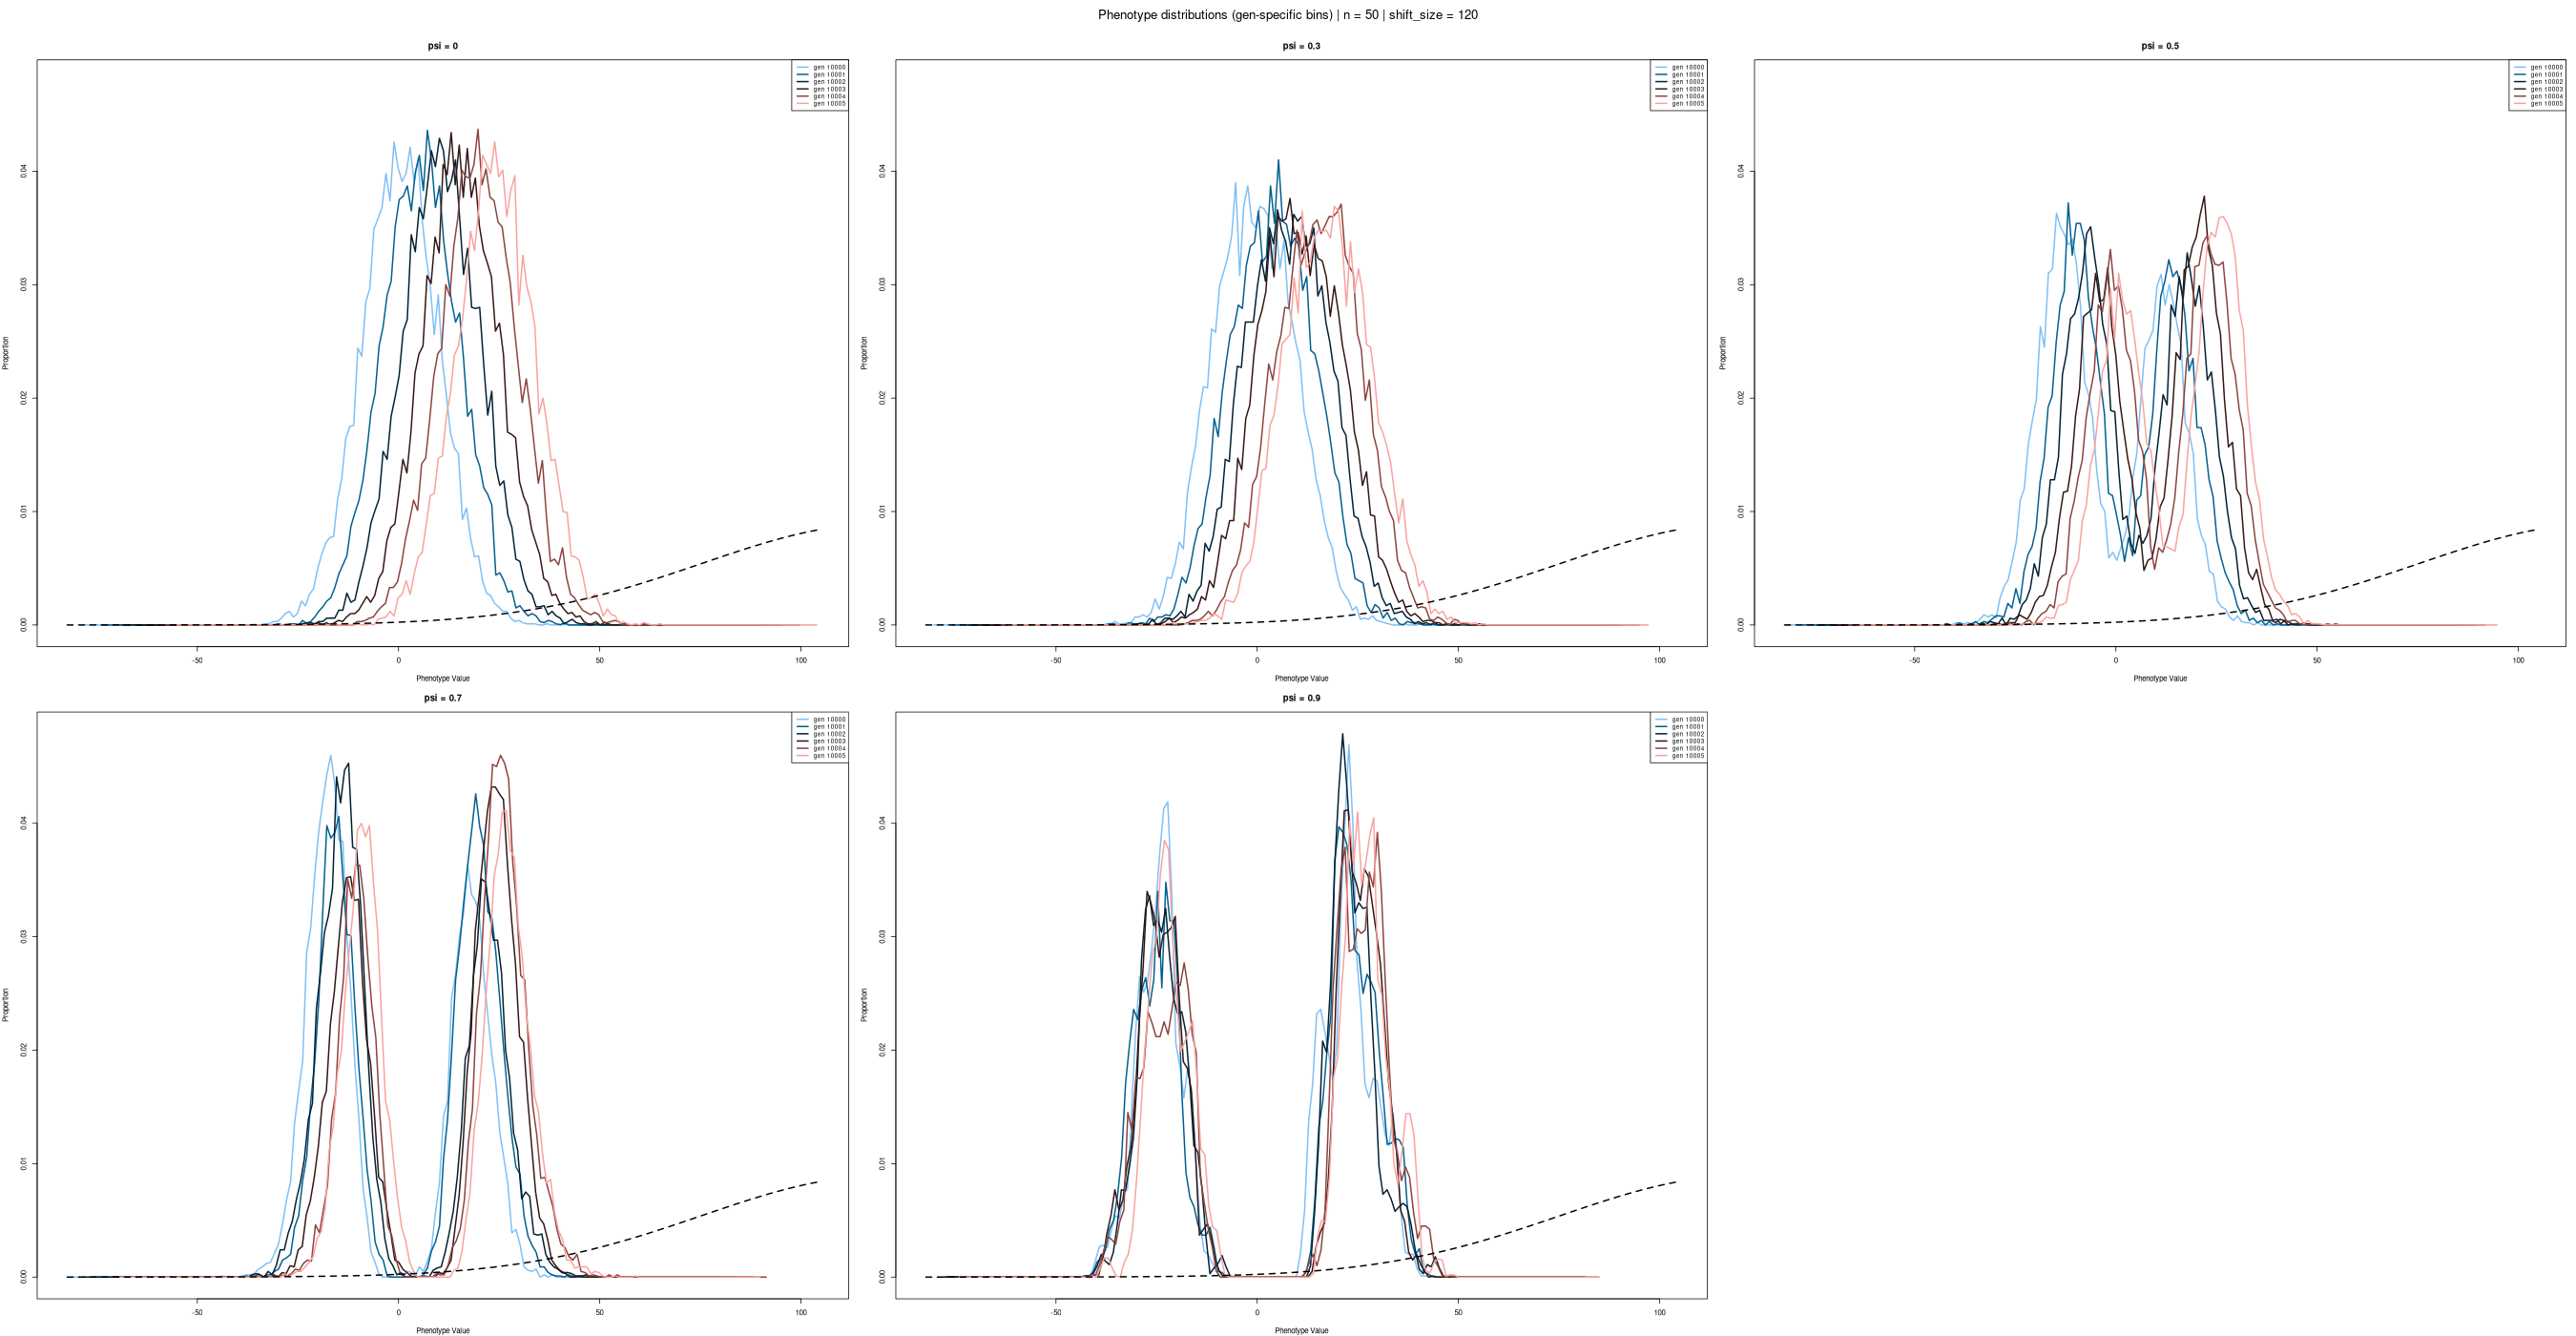 Phenotype distributions (gen-specific bins) | n = 50 | shift_size = 120
psi = 0
gen 10000
gen 10001
gen 10002
gen 10003
gen 10004
gen 10005
Proportion
0.04
0.03
0.02
0.01
0.00
-50 0 50 100
Phenotype Value
psi = 0.3
gen 10000
gen 10001
gen 10002
gen 10003
gen 10004
gen 10005
Proportion
0.04
0.03
0.02
0.01
0.00
-50 0 50 100
Phenotype Value
psi = 0.5
gen 10000
gen 10001
gen 10002
gen 10003
gen 10004
gen 10005
Proportion
0.04
0.03
0.02
0.01
0.00
-50 0 50 100
Phenotype Value
psi = 0.7
gen 10000
gen 10001
gen 10002
gen 10003
gen 10004
gen 10005
Proportion
0.04
0.03
0.02
0.01
0.00
-50 0 50 100
Phenotype Value
psi = 0.9
gen 10000
gen 10001
gen 10002
gen 10003
gen 10004
gen 10005
Proportion
0.04
0.03
0.02
0.01
0.00
-50 0 50 100
Phenotype Value